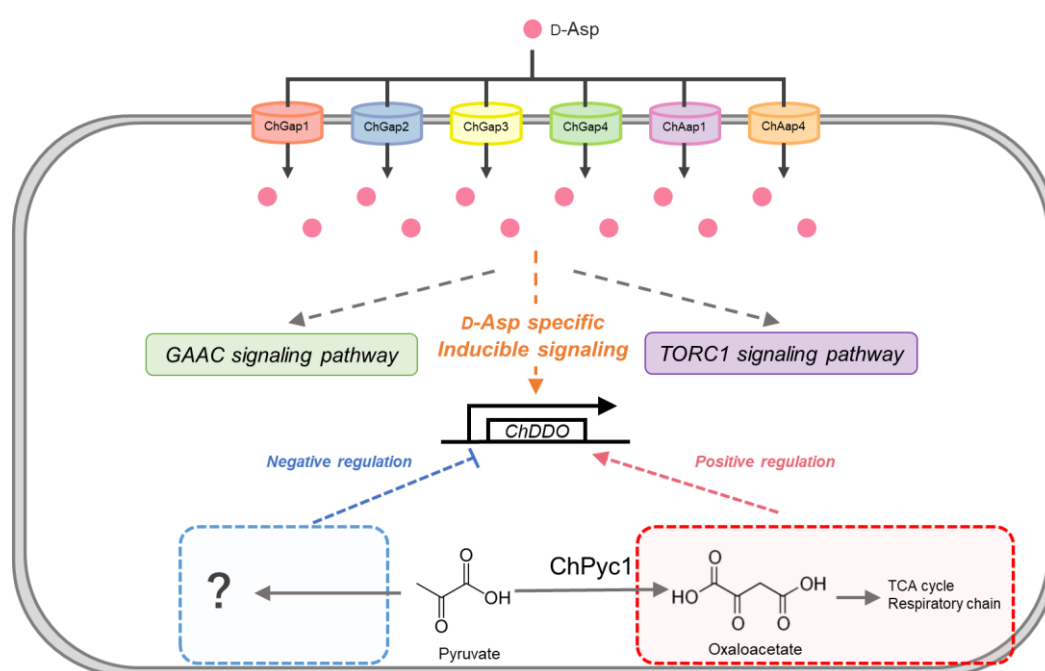 D-Asp
ChGap1
ChGap2
ChGap3
ChGap4
ChAap1
ChAap4
D-Asp specific
Inducible signaling
GAAC signaling pathway
TORC1 signaling pathway
ChDDO
Negative regulation
Positive regulation
?
O
OH
O
Pyruvate
ChPyc1
O
HO
O
O
OH
Oxaloacetate
TCA cycle
Respiratory chain